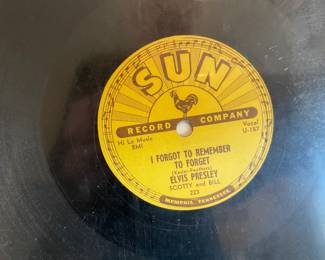 SUN
RECORD COMPANY
Hi Lo Music
BMI
Vocal
U-157
I FORGOT TO REMEMBER
TO FORGET
(Kesler-Feathers)
ELVIS PRESLEY
SCOTTY and BILL
223
MEMPHIS, TENNESSEE